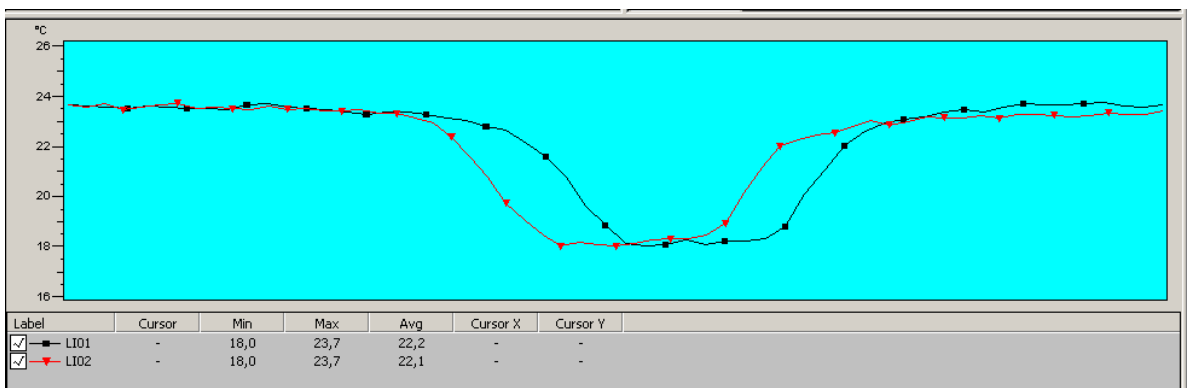 °C
26
24
22
20
18
16
Label Cursor Min Max Avg Cursor X Cursor Y
LI01 - 18,0 23,7 22,2 - -
LI02 - 18,0 23,7 22,1 - -